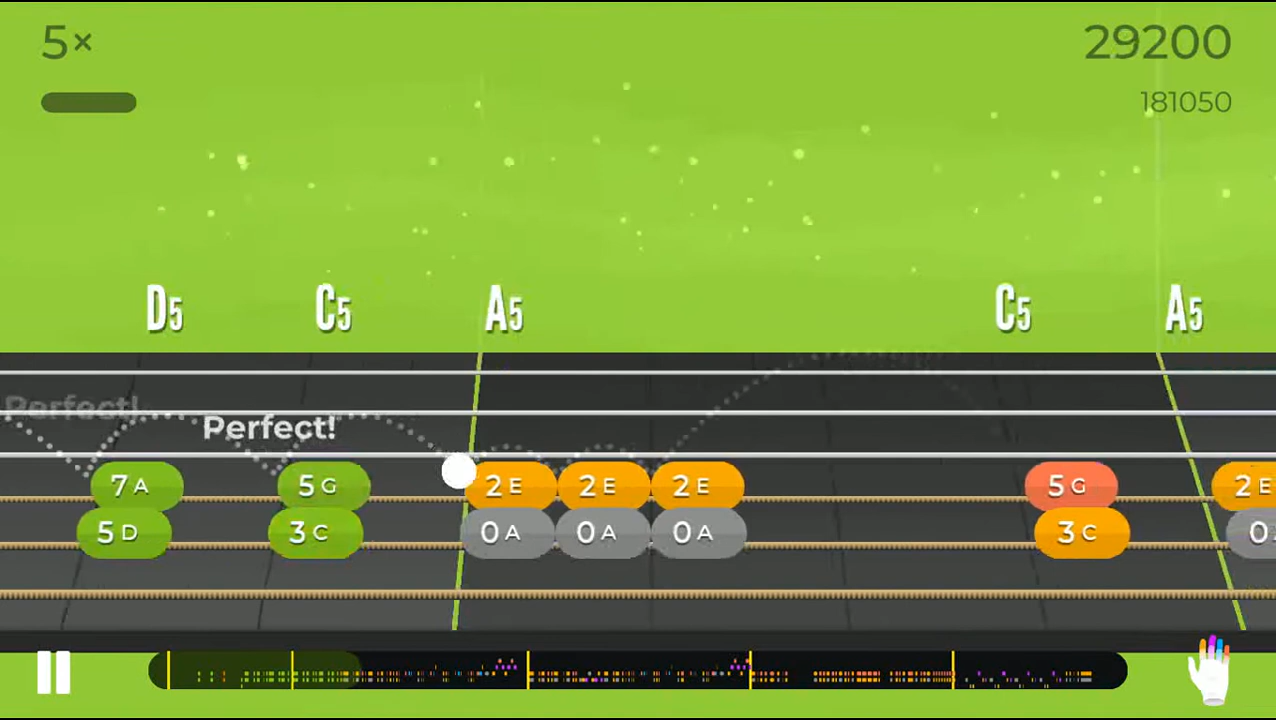 5×
29200
181050
D5 C5 A5 C5 A5
Perfect! Perfect!
7 A 5 G 2 E 2 E 2 E 5 G 2 E
5 D 3 C 0 A 0 A 0 A 3 C 0